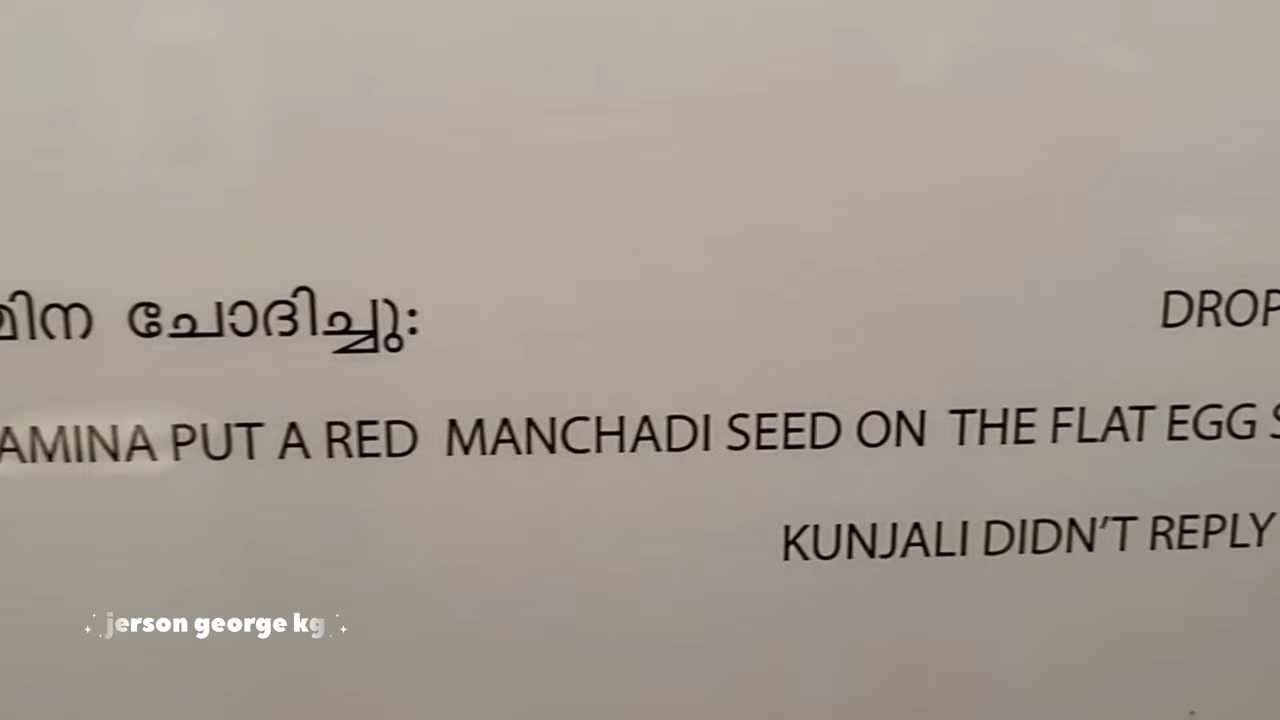 ചോദിച്ചു: DROP
AMINA PUT A RED MANCHADI SEED ON THE FLAT EGG
KUNJALI DIDN'T REPLY
jerson george kg